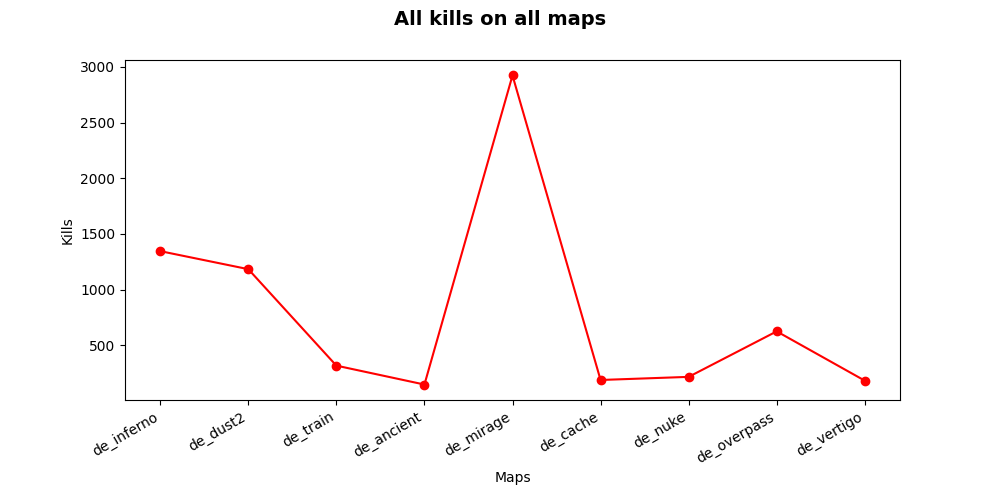 All kills on all maps
3000
2500
2000
1500
1000
500
Kills
de_inferno
de_dust2
de_train
de_ancient
de_mirage
de_cache
de_nuke
de_overpass
de_vertigo
Maps